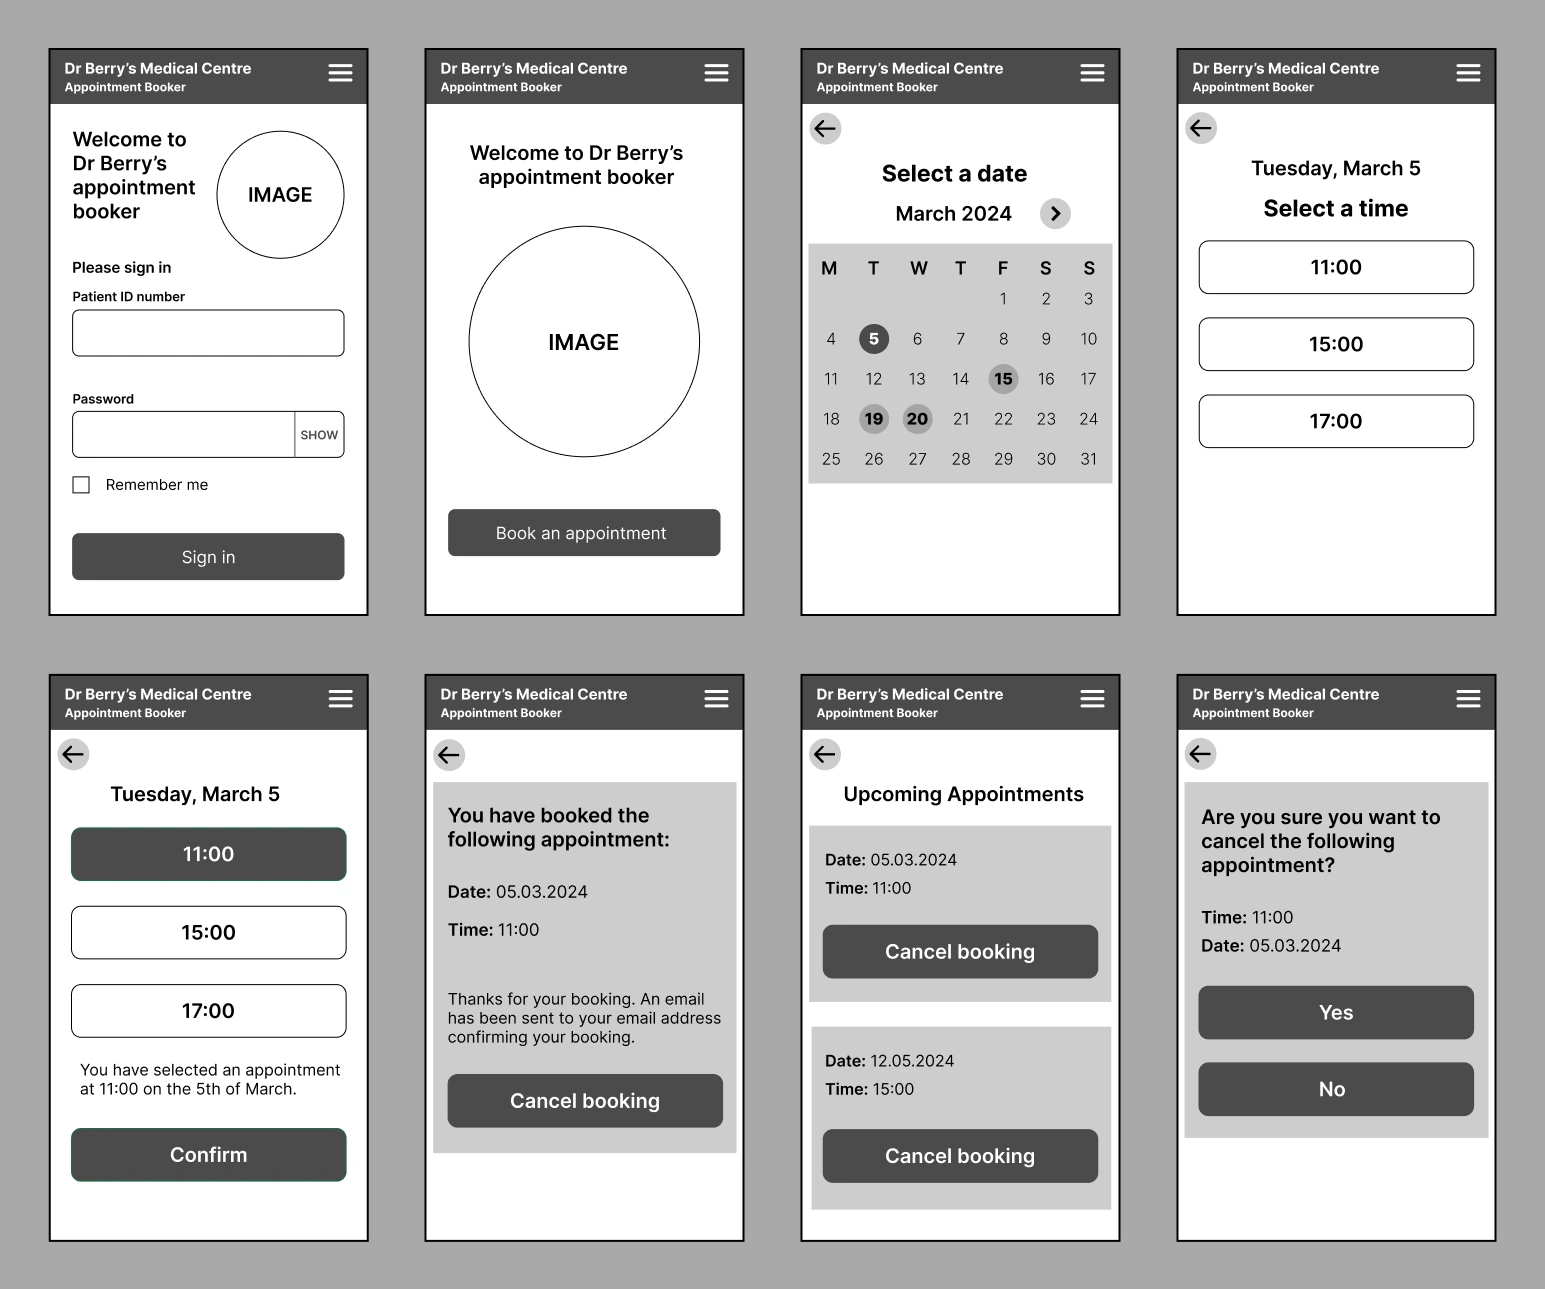 Dr Berry’s Medical Centre
Appointment Booker
Welcome to
Dr Berry’s
appointment
booker
IMAGE
Please sign in
Patient ID number
Password
SHOW
Remember me
Sign in
Dr Berry’s Medical Centre
Appointment Booker
Welcome to Dr Berry’s
appointment booker
IMAGE
Book an appointment
Dr Berry’s Medical Centre
Appointment Booker
Select a date
March 2024
M T W T F S S
1 2 3
4 5 6 7 8 9 10
11 12 13 14 15 16 17
18 19 20 21 22 23 24
25 26 27 28 29 30 31
Dr Berry’s Medical Centre
Appointment Booker
Tuesday, March 5
Select a time
11:00
15:00
17:00
Dr Berry’s Medical Centre
Appointment Booker
Tuesday, March 5
11:00
15:00
17:00
You have selected an appointment
at 11:00 on the 5th of March.
Confirm
Dr Berry’s Medical Centre
Appointment Booker
You have booked the
following appointment:
Date: 05.03.2024
Time: 11:00
Thanks for your booking. An email
has been sent to your email address
confirming your booking.
Cancel booking
Dr Berry’s Medical Centre
Appointment Booker
Upcoming Appointments
Date: 05.03.2024
Time: 11:00
Cancel booking
Date: 12.05.2024
Time: 15:00
Cancel booking
Dr Berry’s Medical Centre
Appointment Booker
Are you sure you want to
cancel the following
appointment?
Time: 11:00
Date: 05.03.2024
Yes
No